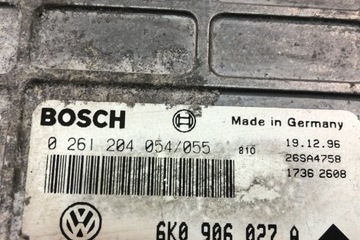 BOSCH
Made in Germany
0 261 204 054/055
810
19.12.96
26SA4758
1736 2608
6K0 906 027 A